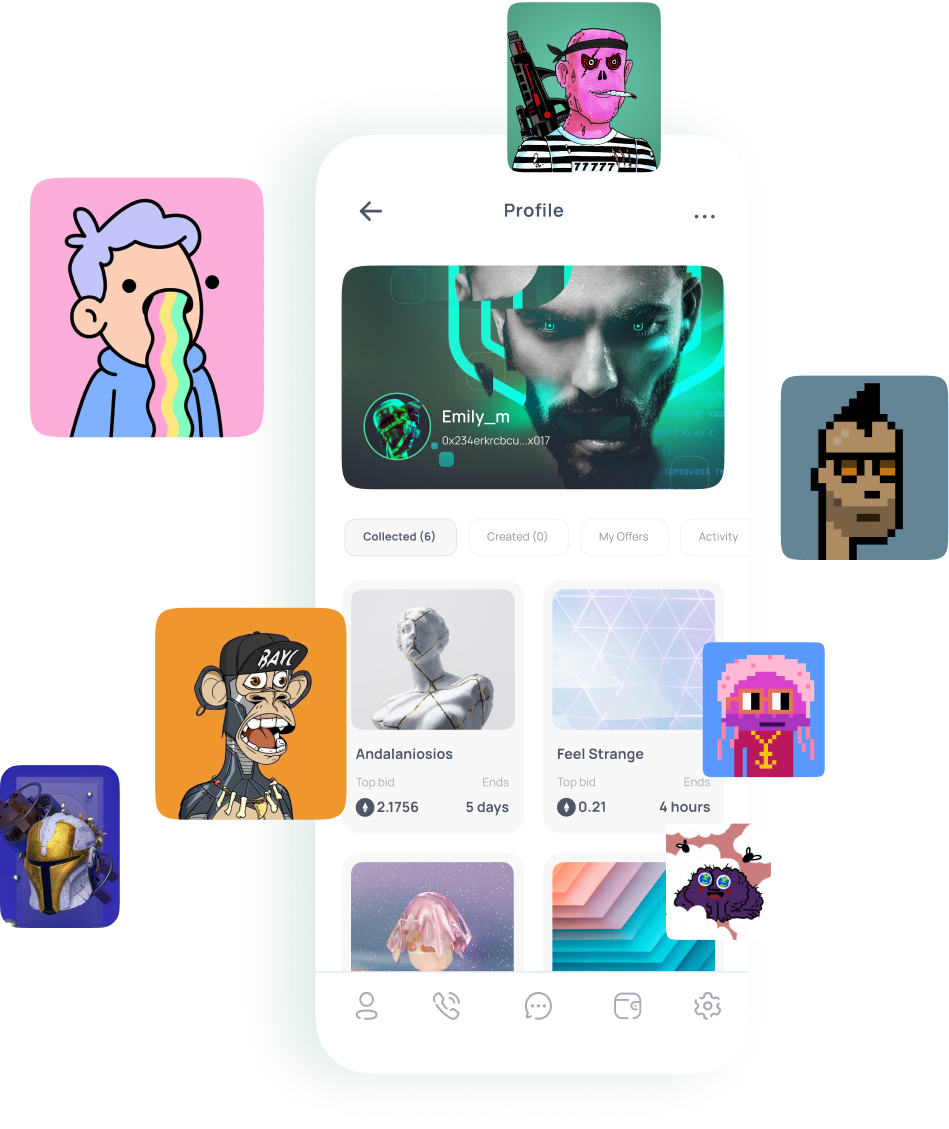 77777
Profile
Emily_m
0x234erkrcbcu...x017
Collected (6)
Created (0)
My Offers
Activity
BAYC
Andalaniosios
Feel Strange
Top bid
Ends
Top bid
Ends
2.1756
5 days
0.21
4 hours